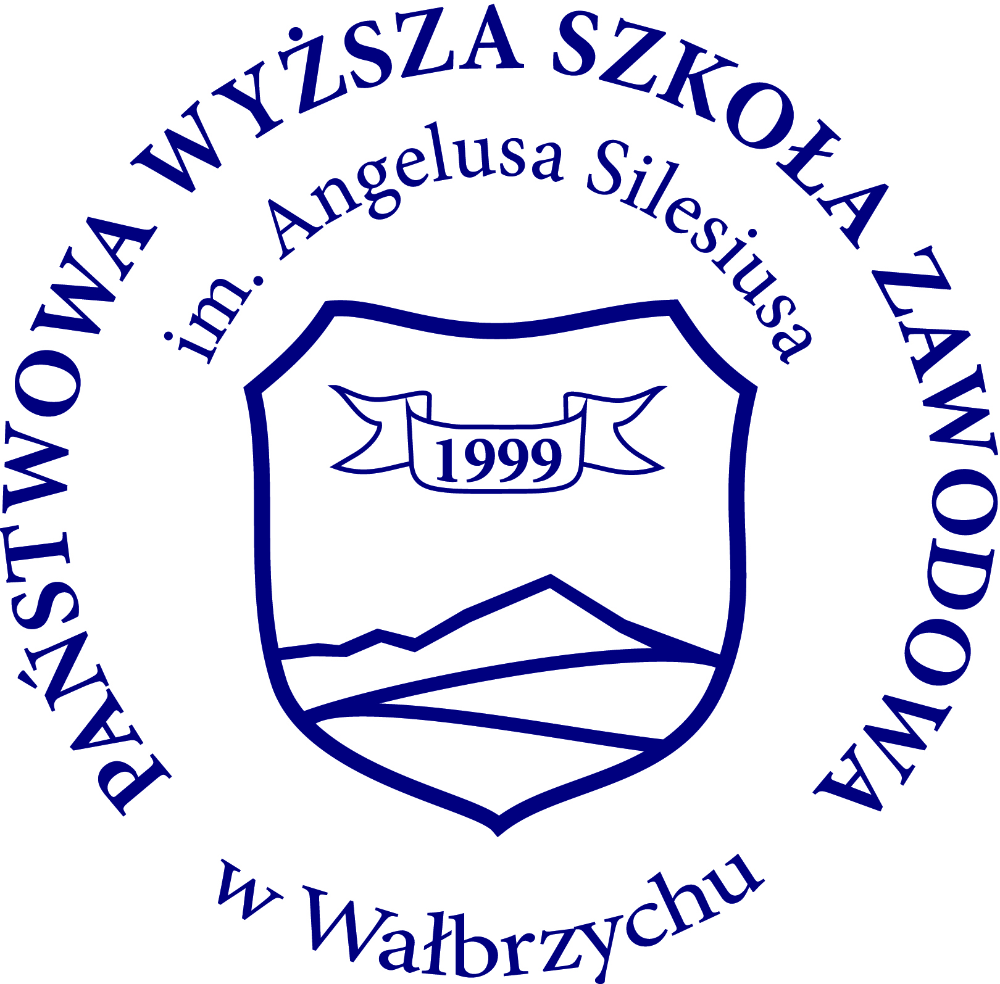 PAŃSTWOWA WYŻSZA SZKOŁA ZAWODOWA
im. Angelusa Silesiusa
1999
w Wałbrzychu